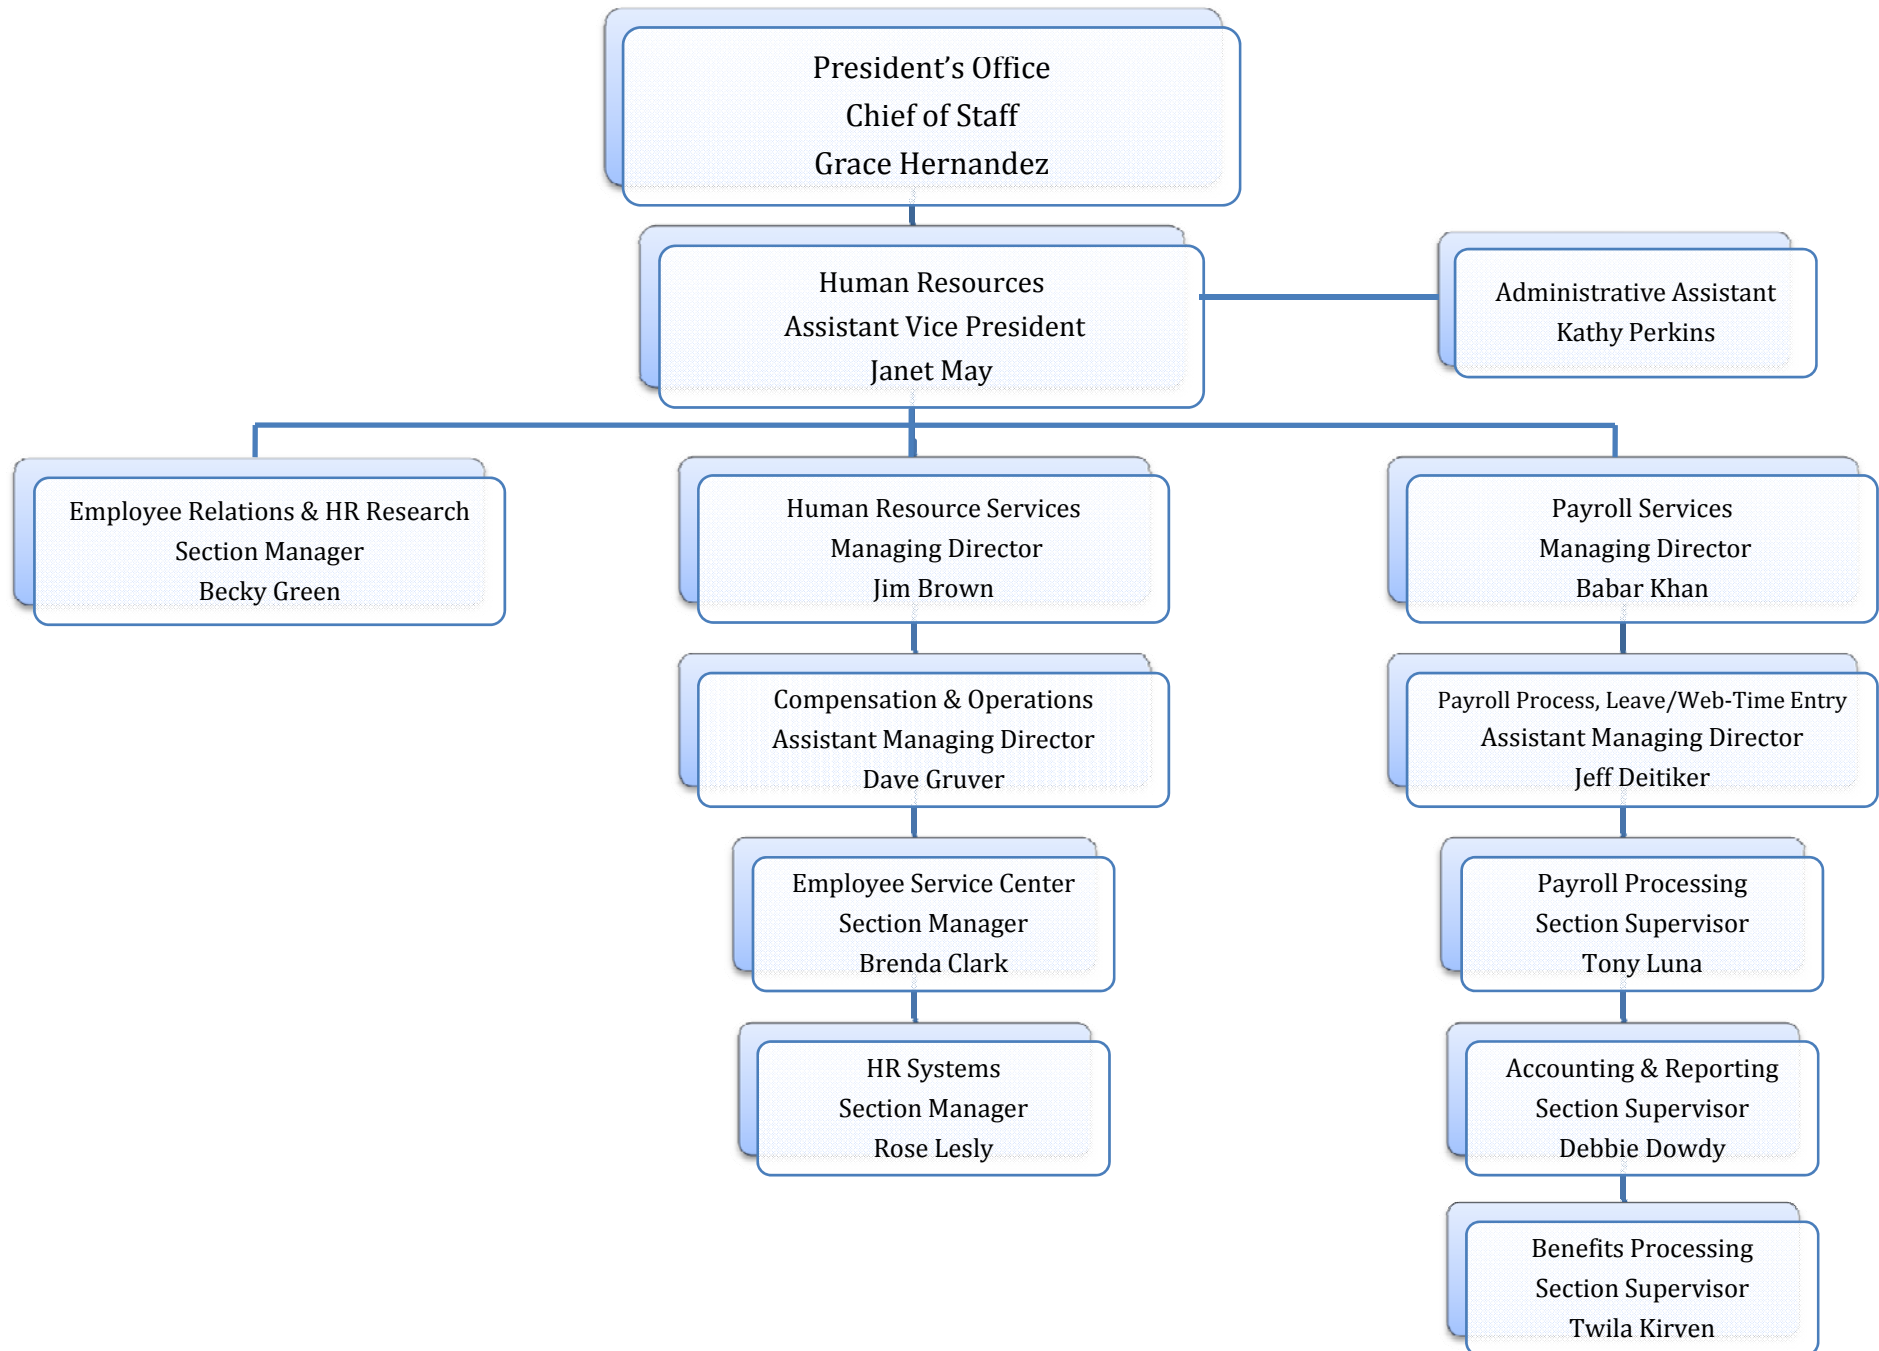 President’s Office
Chief of Staff
Grace Hernandez
Human Resources
Assistant Vice President
Janet May
Administrative Assistant
Kathy Perkins
Employee Relations & HR Research
Section Manager
Becky Green
Human Resource Services
Managing Director
Jim Brown
Payroll Services
Managing Director
Babar Khan
Compensation & Operations
Assistant Managing Director
Dave Gruver
Payroll Process, Leave/Web-Time Entry
Assistant Managing Director
Jeff Deitiker
Employee Service Center
Section Manager
Brenda Clark
Payroll Processing
Section Supervisor
Tony Luna
HR Systems
Section Manager
Rose Lesly
Accounting & Reporting
Section Supervisor
Debbie Dowdy
Benefits Processing
Section Supervisor
Twila Kirven